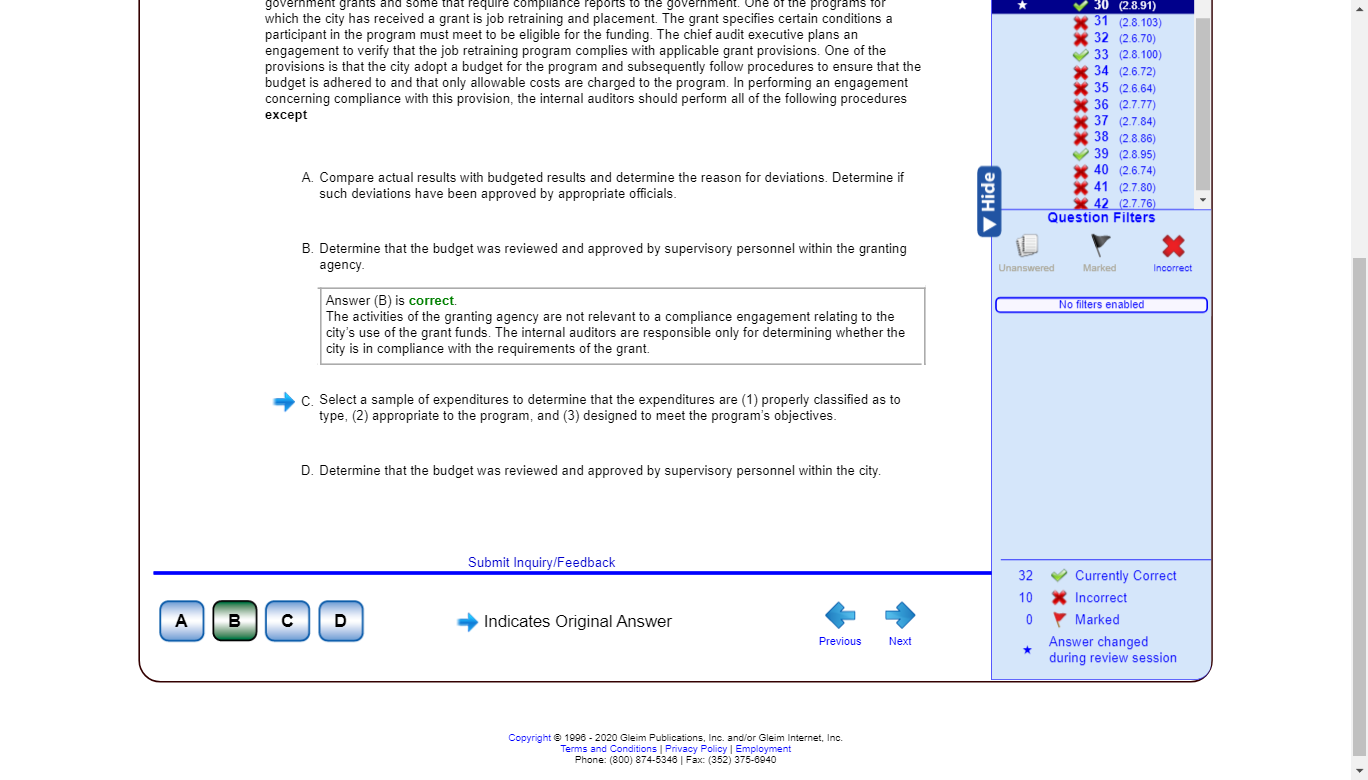 government grants and some that require compliance reports to the government. One of the programs for
which the city has received a grant is job retraining and placement. The grant specifies certain conditions a
participant in the program must meet to be eligible for the funding. The chief audit executive plans an
engagement to verify that the job retraining program complies with applicable grant provisions. One of the
provisions is that the city adopt a budget for the program and subsequently follow procedures to ensure that the
budget is adhered to and that only allowable costs are charged to the program. In performing an engagement
concerning compliance with this provision, the internal auditors should perform all of the following procedures
except
A. Compare actual results with budgeted results and determine the reason for deviations. Determine if
such deviations have been approved by appropriate officials.
B. Determine that the budget was reviewed and approved by supervisory personnel within the granting
agency.
Answer (B) is correct.
The activities of the granting agency are not relevant to a compliance engagement relating to the
city's use of the grant funds. The internal auditors are responsible only for determining whether the
city is in compliance with the requirements of the grant.
C. Select a sample of expenditures to determine that the expenditures are (1) properly classified as to
type, (2) appropriate to the program, and (3) designed to meet the program's objectives.
D. Determine that the budget was reviewed and approved by supervisory personnel within the city.
Submit Inquiry/Feedback
A B C D
Indicates Original Answer
Previous Next
30 (2.8.91)
31 (2.8.103)
32 (2.6.70)
33 (2.8.100)
34 (2.6.72)
35 (2.6.64)
36 (2.7.77)
37 (2.7.84)
38 (2.8.86)
39 (2.8.95)
40 (2.6.74)
41 (2.7.80)
42 (2.7.76)
Hide
Question Filters
Unanswered Marked Incorrect
No filters enabled
32 Currently Correct
10 Incorrect
0 Marked
Answer changed
during review session
Copyright © 1996 - 2020 Gleim Publications, Inc. and/or Gleim Internet, Inc.
Terms and Conditions | Privacy Policy | Employment
Phone: (800) 874-5346 | Fax: (352) 375-6940